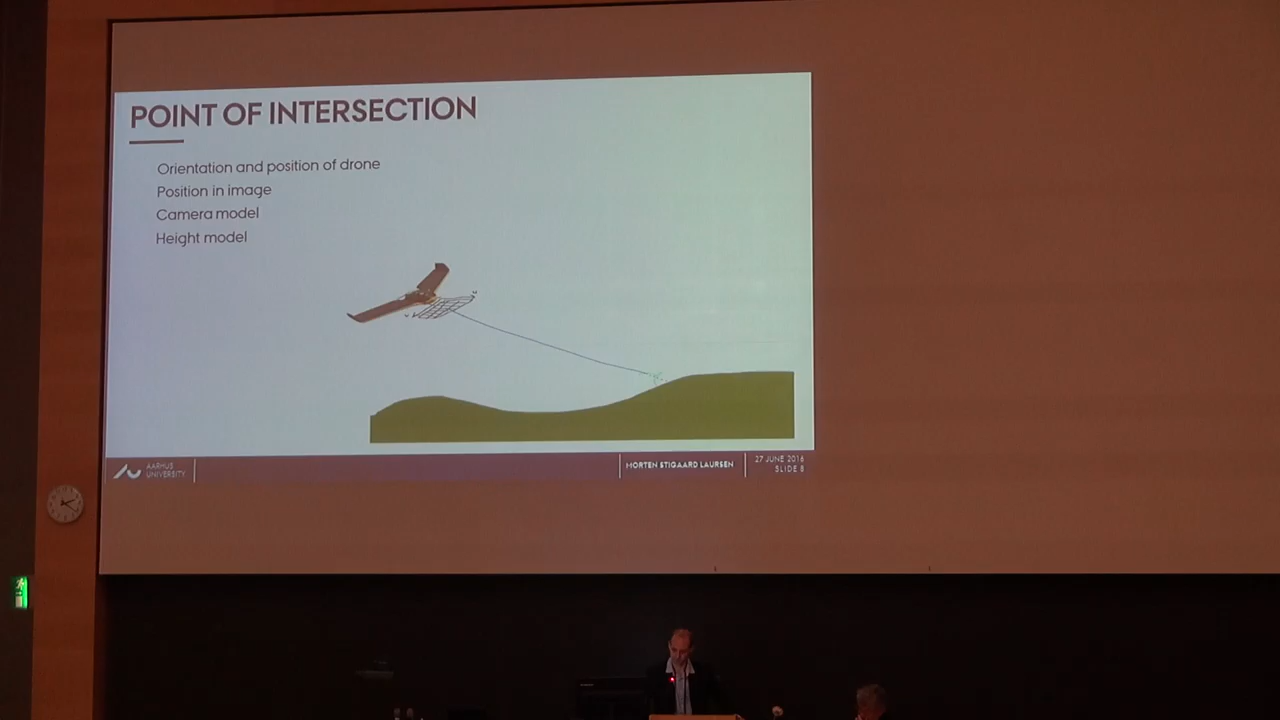 POINT OF INTERSECTION
Orientation and position of drone
Position in image
Camera model
Height model
AARHUS
UNIVERSITY
MORTEN STIGAARD LAURSEN
27 JUNE 2016
SLIDE 8